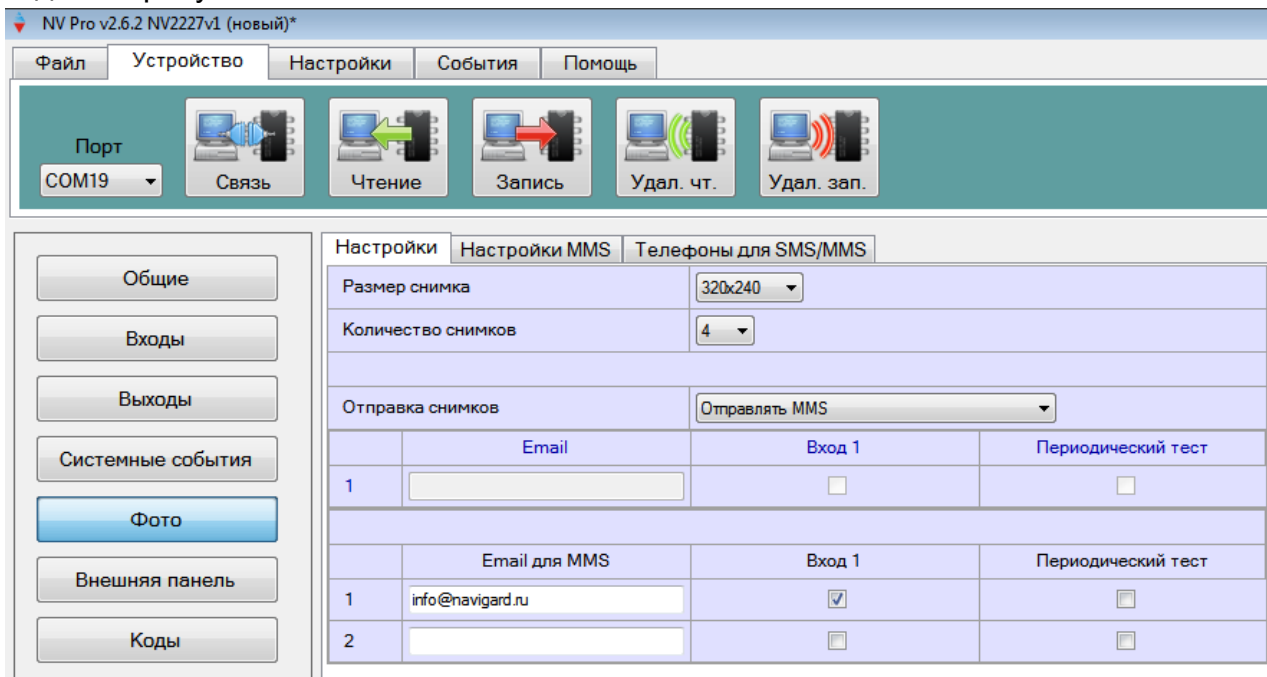 NV Pro v2.6.2 NV2227v1 (новый)*
Файл Устройство Настройки События Помощь
Порт
COM19 Связь Чтение Запись Удал. чт. Удал. зап.
Общие
Входы
Выходы
Системные события
Фото
Внешняя панель
Коды
Настройки Настройки MMS Телефоны для SMS/MMS
Размер снимка 320x240
Количество снимков 4
Отправка снимков Отправлять MMS
Email Вход 1 Периодический тест
1
Email для MMS Вход 1 Периодический тест
1 info@navigard.ru
2